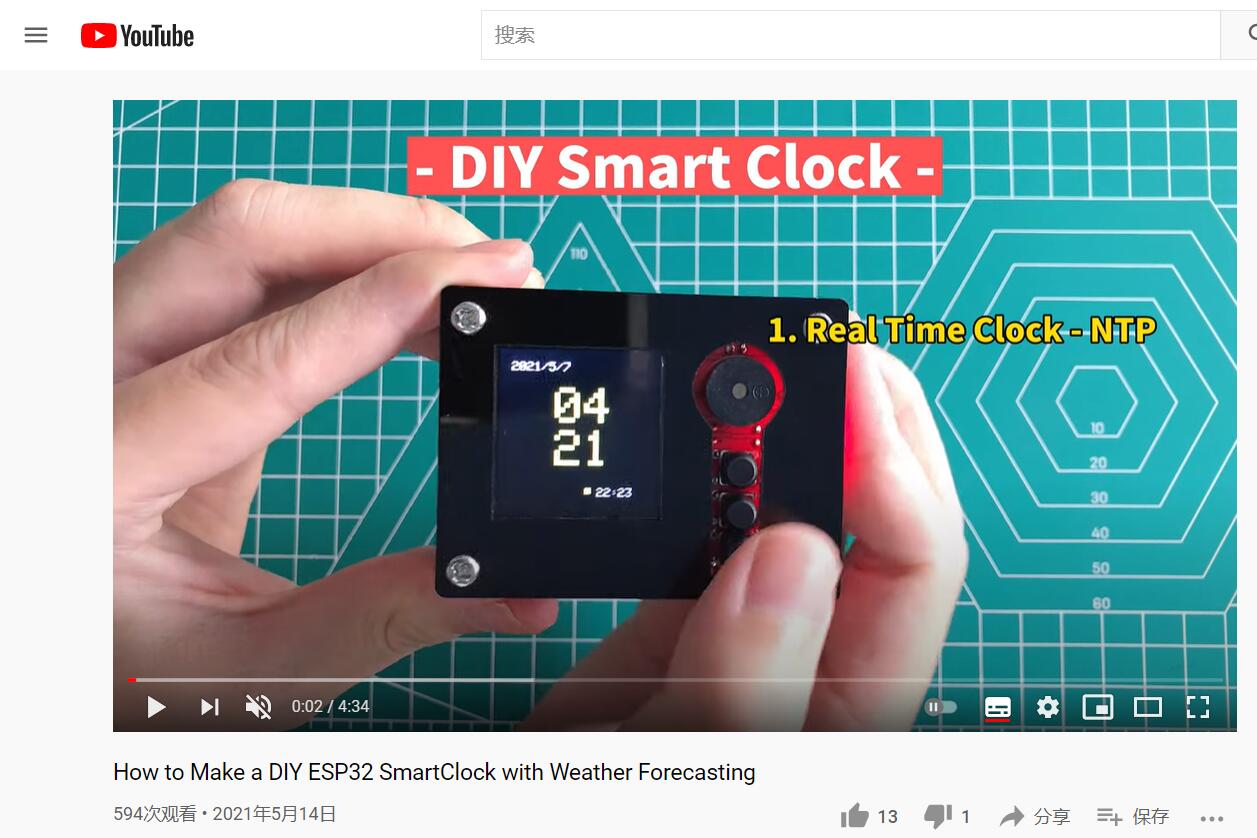 YouTube
搜索
- DIY Smart Clock -
110
1. Real Time Clock - NTP
2021/5/7
04
21
22:23
10
20
30
40
50
60
0:02 / 4:34
How to Make a DIY ESP32 SmartClock with Weather Forecasting
594次观看 • 2021年5月14日
13
1
分享
保存